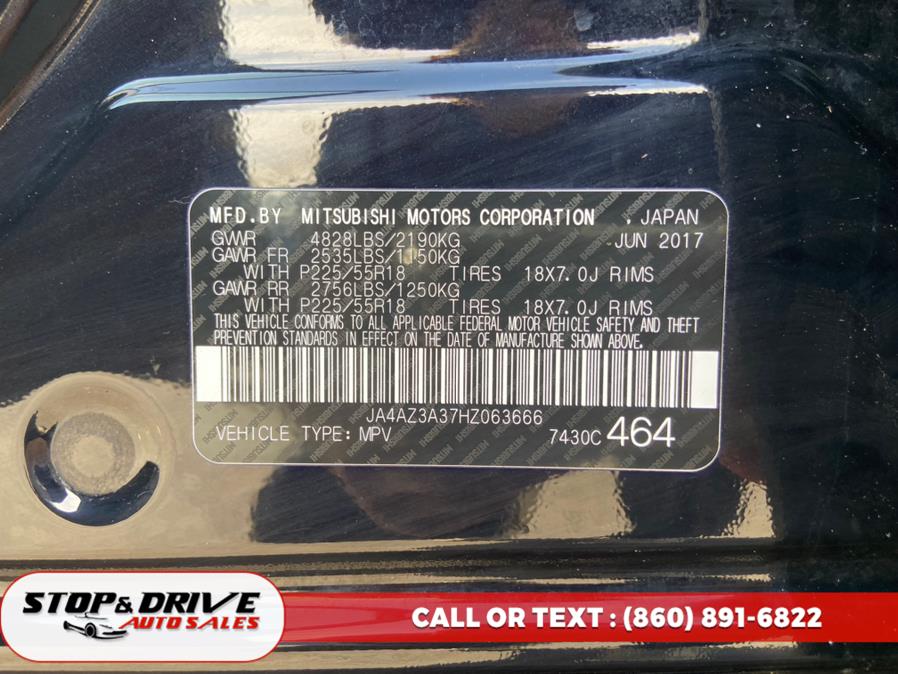 MFD.BY MITSUBISHI MOTORS CORPORATION . JAPAN
GVWR 4828LBS/2190KG JUN 2017
GAWR FR 2535LBS/1150KG
WITH P225/55R18 TIRES 18X7.0J RIMS
GAWR RR 2756LBS/1250KG
WITH P225/55R18 TIRES 18X7.0J RIMS
THIS VEHICLE CONFORMS TO ALL APPLICABLE FEDERAL MOTOR VEHICLE SAFETY AND THEFT
PREVENTION STANDARDS IN EFFECT ON THE DATE OF MANUFACTURE SHOWN ABOVE.
JA4AZ3A37HZ063666
VEHICLE TYPE: MPV 7430C 464
STOP & DRIVE
AUTO SALES
CALL OR TEXT : (860) 891-6822